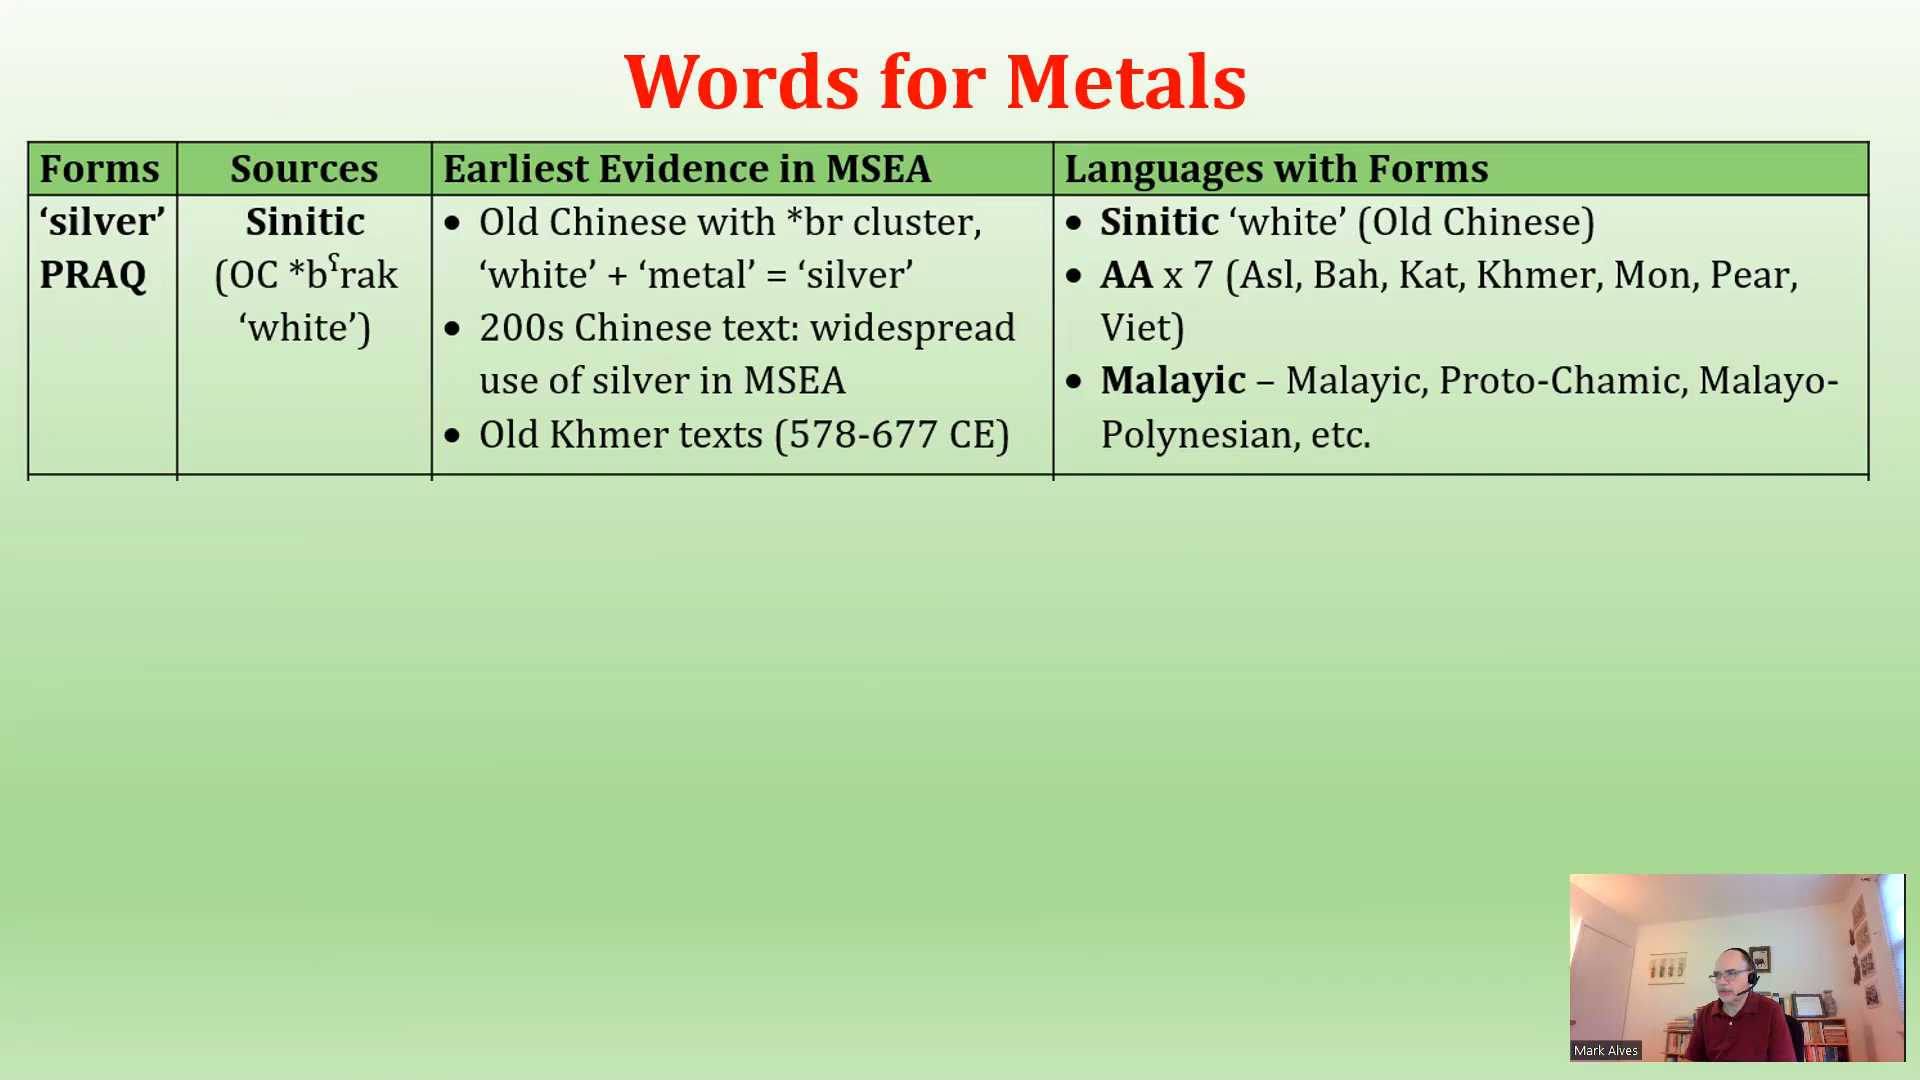 Words for Metals
Forms
Sources
Earliest Evidence in MSEA
Languages with Forms
‘silver’
PRAQ
Sinitic
(OC *bˤrak
‘white’)
• Old Chinese with *br cluster,
‘white’ + ‘metal’ = ‘silver’
• 200s Chinese text: widespread
use of silver in MSEA
• Old Khmer texts (578-677 CE)
• Sinitic ‘white’ (Old Chinese)
• AA x 7 (Asl, Bah, Kat, Khmer, Mon, Pear,
Viet)
• Malayic – Malayic, Proto-Chamic, Malayo-
Polynesian, etc.
Mark Alves